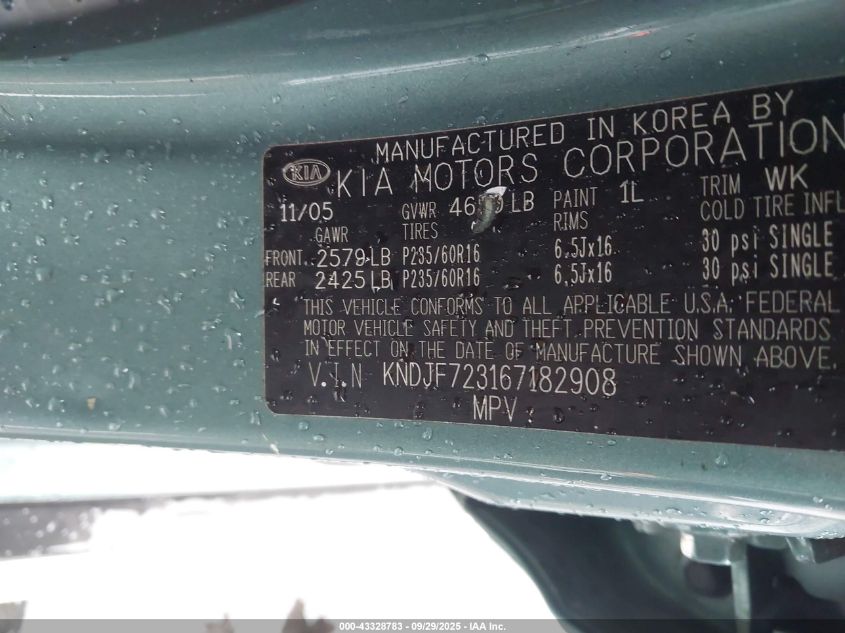 MANUFACTURED IN KOREA BY
KIA KIA MOTORS CORPORATION
11/05 GVWR LB PAINT 1L TRIM WK
GAWR TIRES RIMS COLD TIRE INFL
FRONT 2579 LB P235/60R16 6.5Jx16 30 psi SINGLE
REAR 2425 LB P235/60R16 6.5Jx16 30 psi SINGLE
THIS VEHICLE CONFORMS TO ALL APPLICABLE U.S.A. FEDERAL
MOTOR VEHICLE SAFETY AND THEFT PREVENTION STANDARDS
IN EFFECT ON THE DATE OF MANUFACTURE SHOWN ABOVE.
V.I.N KNDJF723167182908
MPV
000-43328783 - 09/29/2025 - IAA Inc.